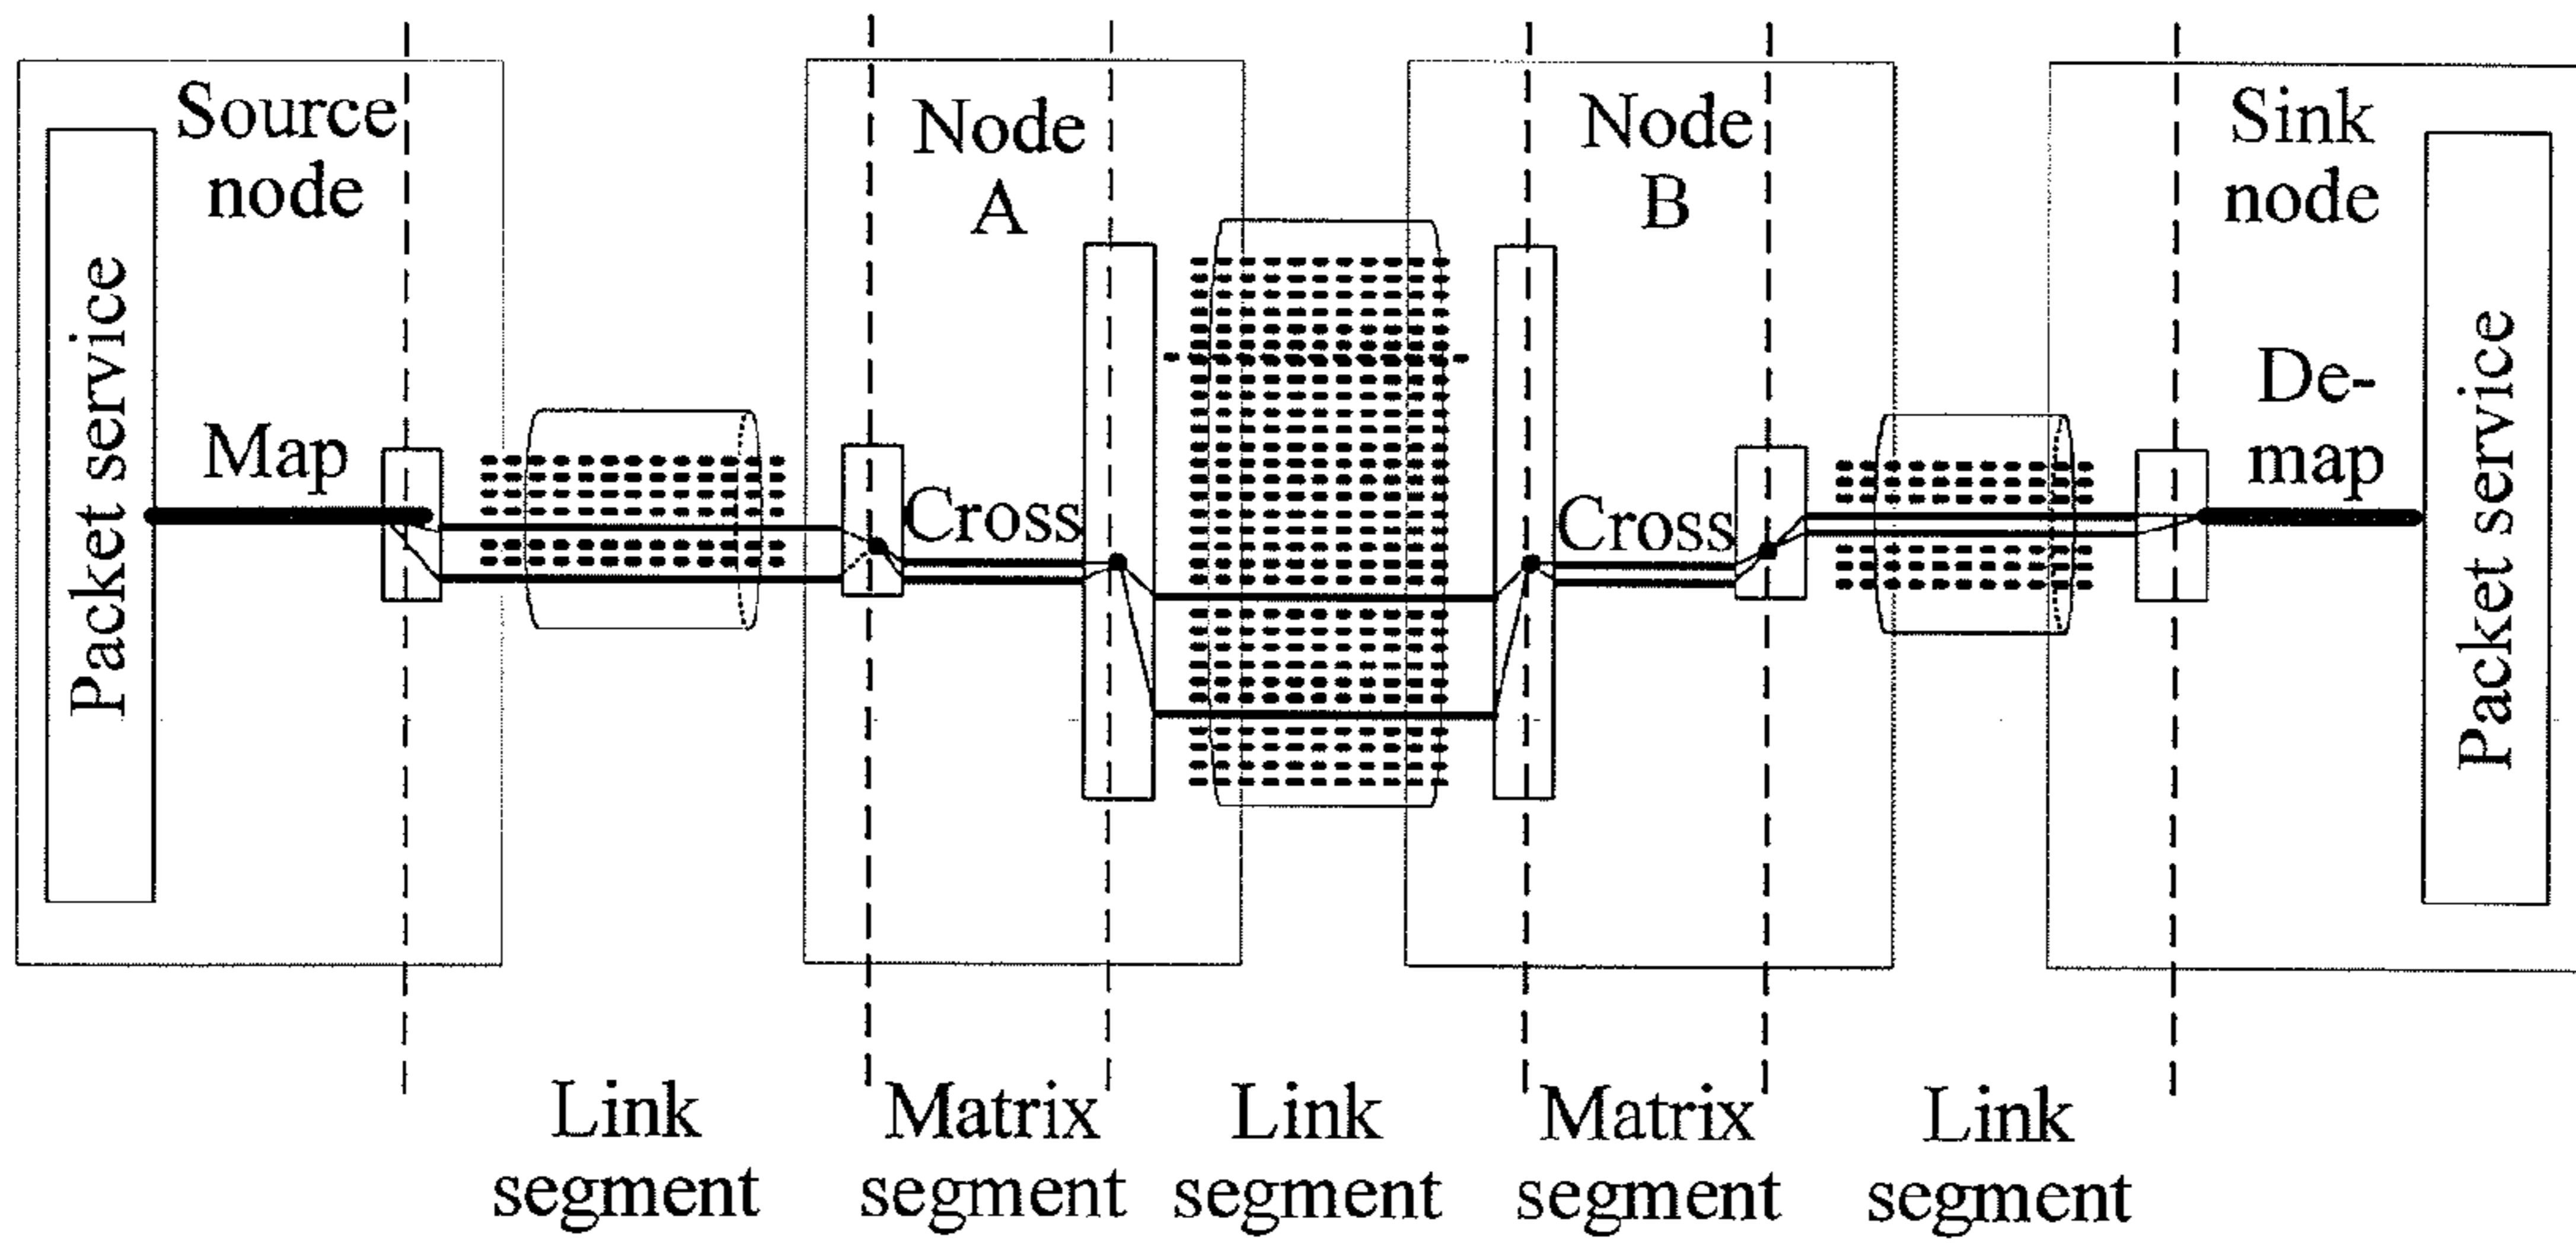 Source
node
Packet service
Map
Node
A
Cross
Node
B
Cross
Sink
node
De-
map
Packet service
Link
segment
Matrix
segment
Link
segment
Matrix
segment
Link
segment